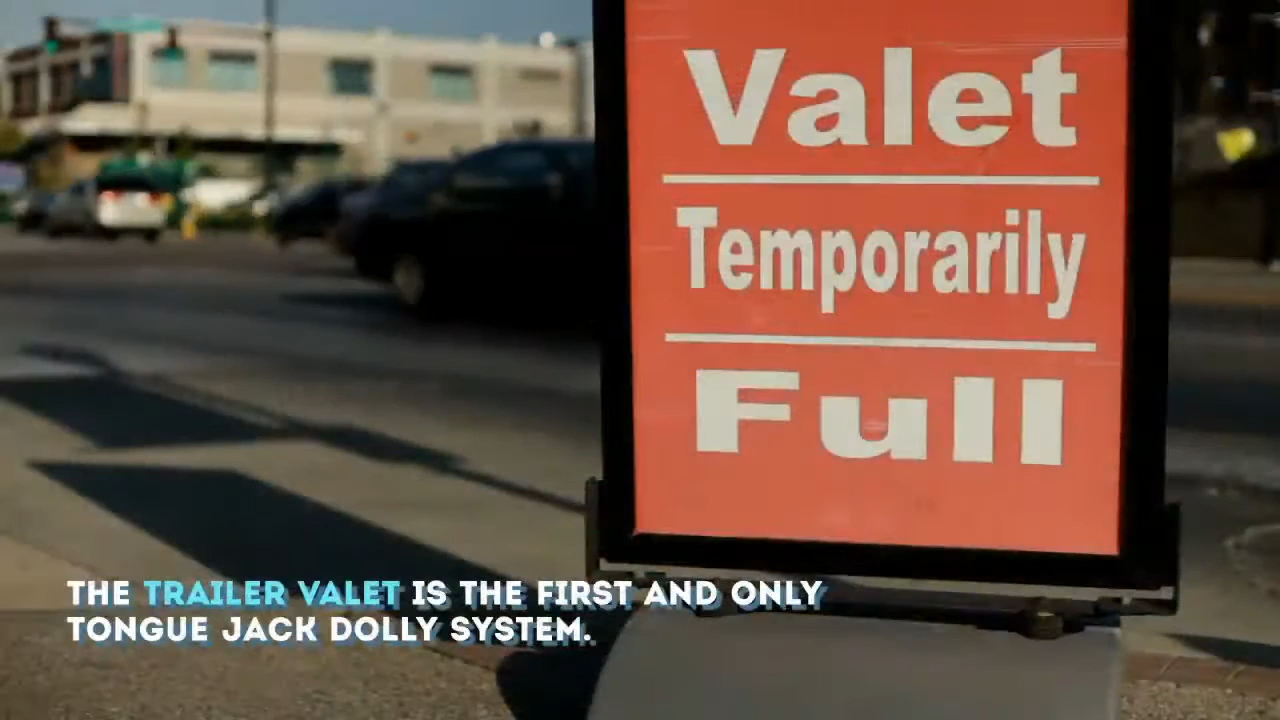 Valet
Temporarily
Full
THE TRAILER VALET IS THE FIRST AND ONLY
TONGUE JACK DOLLY SYSTEM.